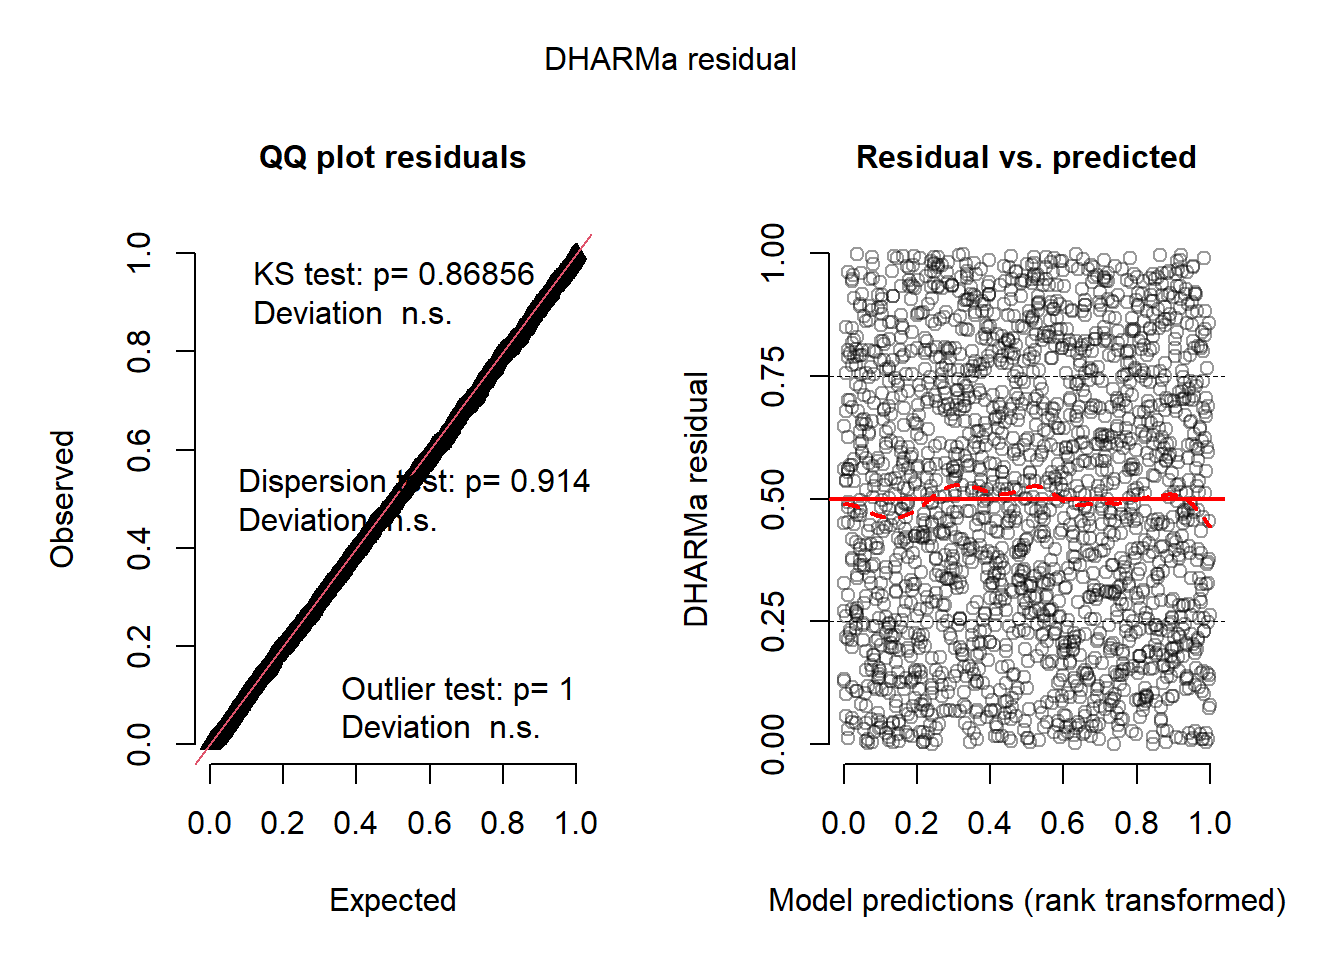 DHARMa residual
QQ plot residuals
KS test: p= 0.86856
Deviation  n.s.
Dispersion test: p= 0.914
Deviation n.s.
Outlier test: p= 1
Deviation  n.s.
Observed
0.0
0.2
0.4
0.6
0.8
1.0
0.0 0.2 0.4 0.6 0.8 1.0
Expected
Residual vs. predicted
DHARMa residual
0.00
0.25
0.50
0.75
1.00
0.0 0.2 0.4 0.6 0.8 1.0
Model predictions (rank transformed)